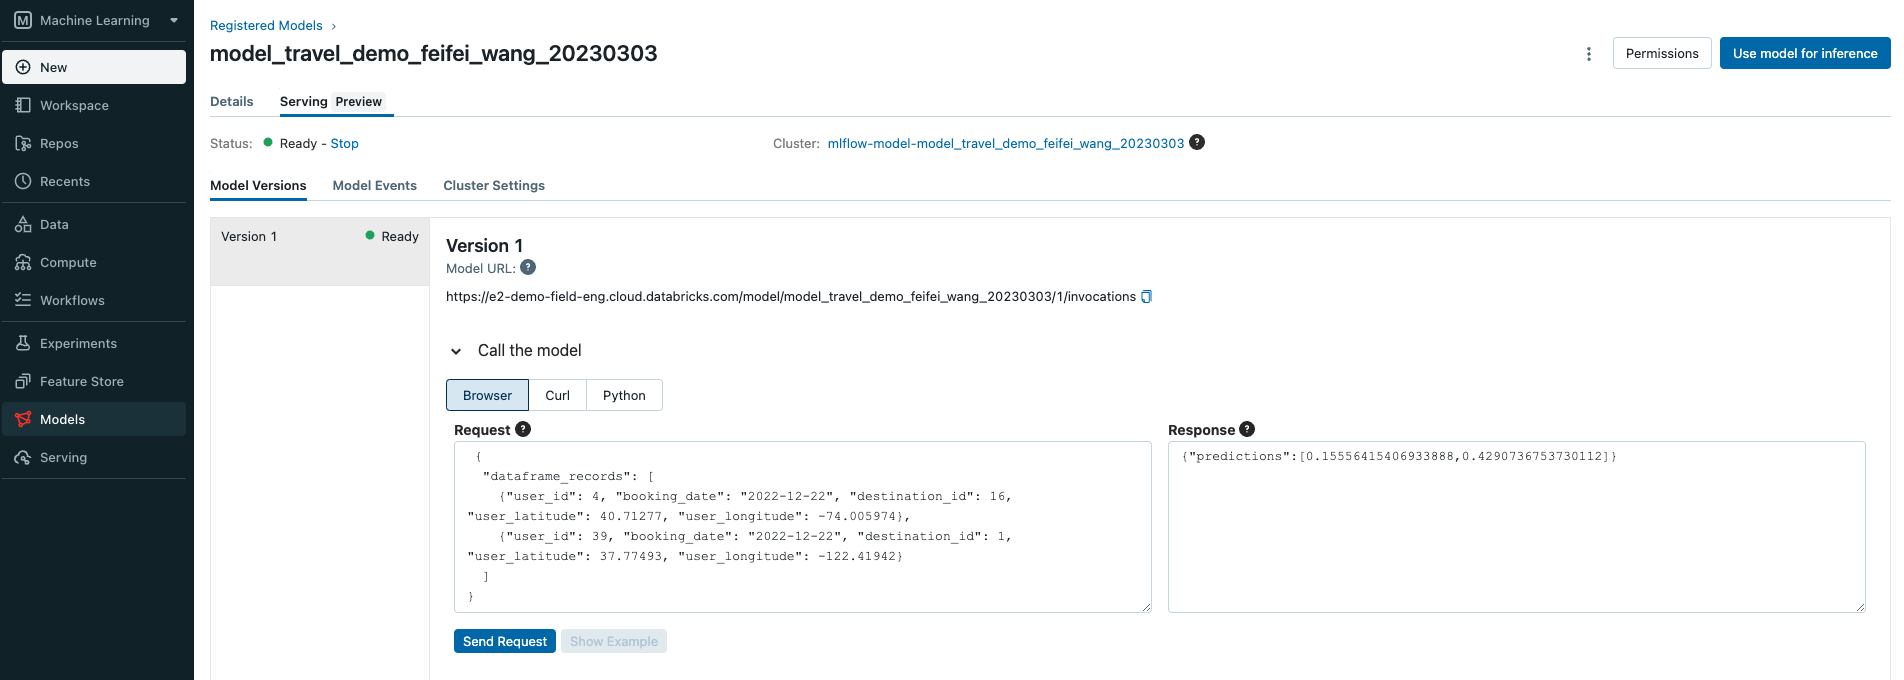 M Machine Learning
New
Workspace
Repos
Recents
Data
Compute
Workflows
Experiments
Feature Store
Models
Serving
Registered Models ›
model_travel_demo_feifei_wang_20230303
Permissions
Use model for inference
Details
Serving Preview
Status: Ready - Stop
Cluster: mlflow-model-model_travel_demo_feifei_wang_20230303 ?
Model Versions
Model Events
Cluster Settings
Version 1 Ready
Version 1
Model URL: ?
https://e2-demo-field-eng.cloud.databricks.com/model/model_travel_demo_feifei_wang_20230303/1/invocations
Call the model
Browser
Curl
Python
Request ?
{
"dataframe_records": [
{"user_id": 4, "booking_date": "2022-12-22", "destination_id": 16,
"user_latitude": 40.71277, "user_longitude": -74.005974},
{"user_id": 39, "booking_date": "2022-12-22", "destination_id": 1,
"user_latitude": 37.77493, "user_longitude": -122.41942}
]
}
Response ?
{"predictions":[0.15556415406933888,0.4290736753730112]}
Send Request
Show Example